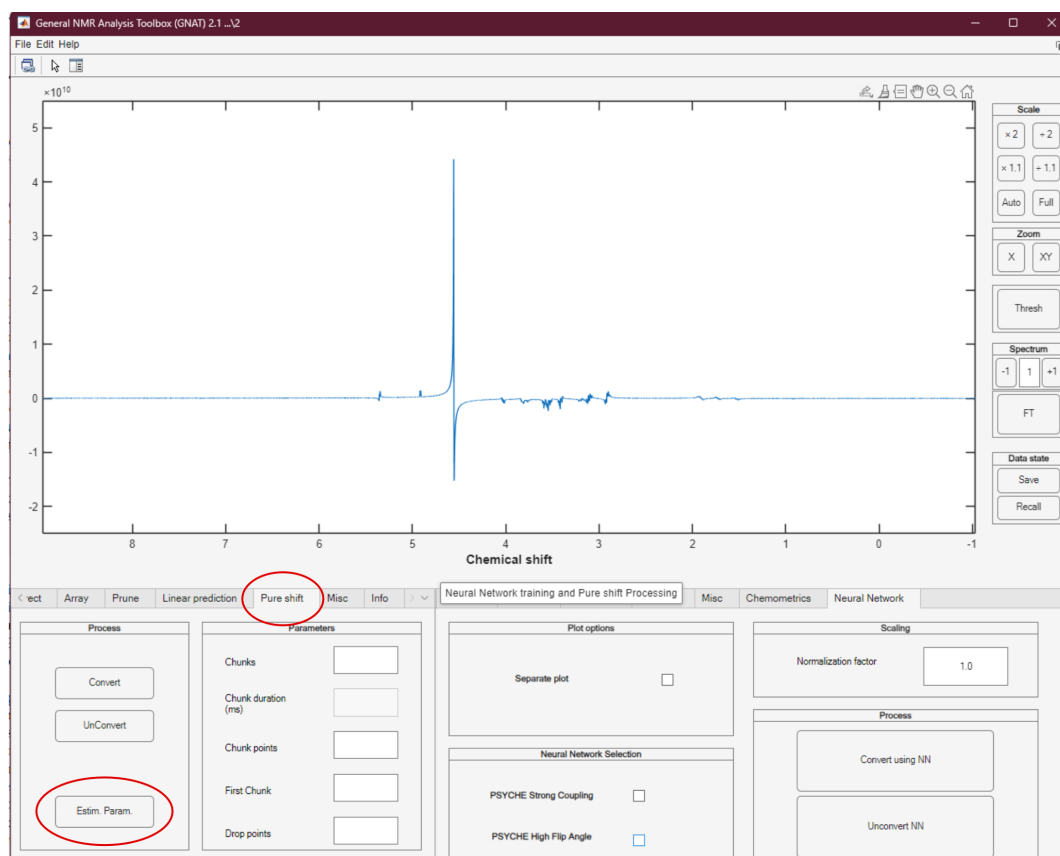 General NMR Analysis Toolbox (GNAT) 2.1 ...\2
File Edit Help
×10^10
5
4
3
2
1
0
-1
-2
8 7 6 5 4 3 2 1 0 -1
Chemical shift
Scale
× 2 ÷ 2
× 1.1 ÷ 1.1
Auto Full
Zoom
X XY
Thresh
Spectrum
-1 1 +1
FT
Data state
Save
Recall
Array Prune Linear prediction Pure shift Misc Info
Neural Network training and Pure shift Processing
Misc Chemometrics Neural Network
Process
Convert
UnConvert
Estim. Param.
Parameters
Chunks
Chunk duration
(ms)
Chunk points
First Chunk
Drop points
Plot options
Separate plot
Neural Network Selection
PSYCHE Strong Coupling
PSYCHE High Flip Angle
Scaling
Normalization factor 1.0
Process
Convert using NN
Unconvert NN